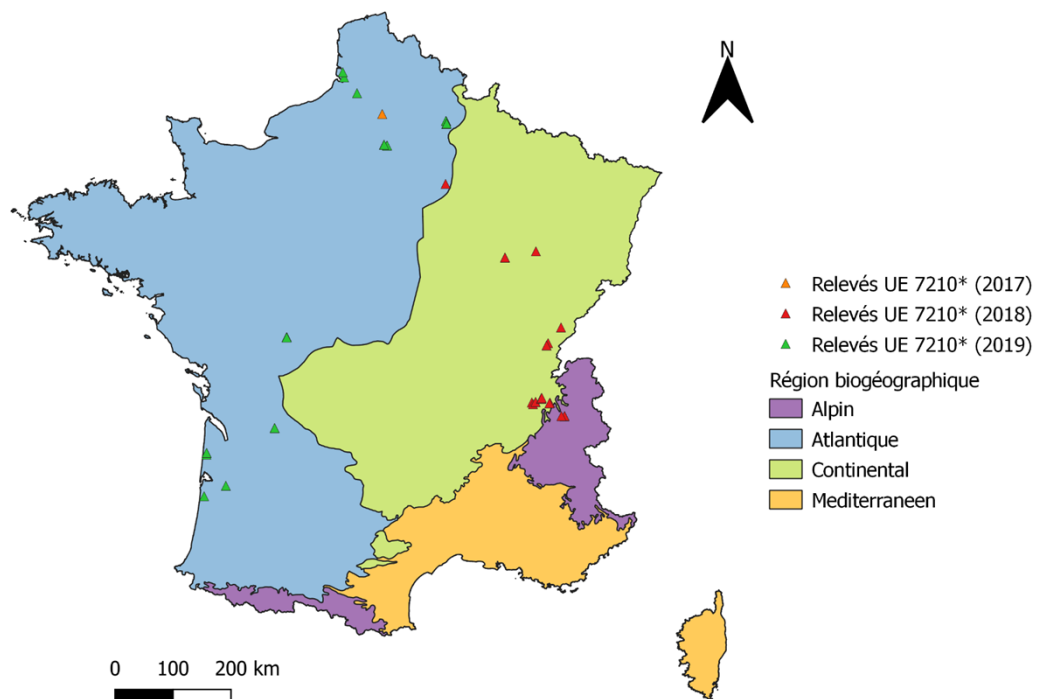 N
Relevés UE 7210* (2017)
Relevés UE 7210* (2018)
Relevés UE 7210* (2019)
Région biogéographique
Alpin
Atlantique
Continental
Mediterraneen
0 100 200 km